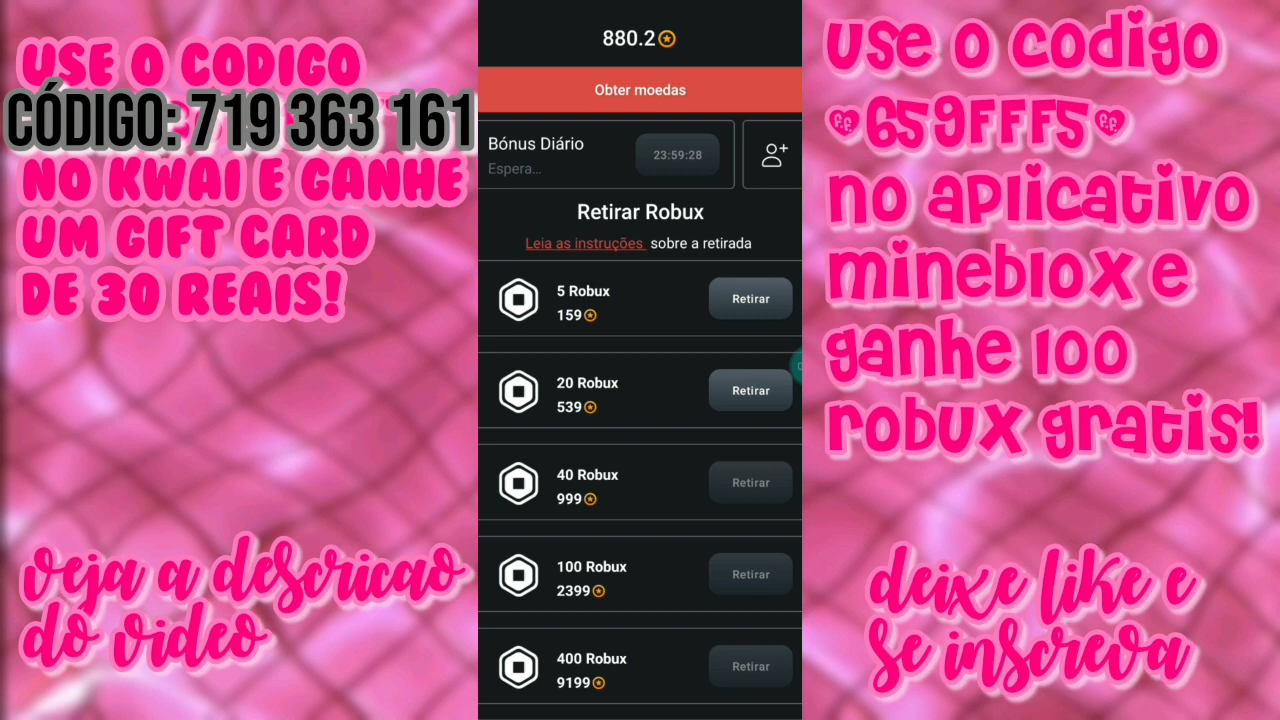 USE O CODIGO
CÓDIGO: 719 363 161
NO KWAI E GANHE
UM GIFT CARD
DE 30 REAIS!
veja a descricao
do video
880.2
Obter moedas
Bónus Diário
Espera...
23:59:28
Retirar Robux
Leia as instruções sobre a retirada
5 Robux
159
Retirar
20 Robux
539
Retirar
40 Robux
999
Retirar
100 Robux
2399
Retirar
400 Robux
9199
Retirar
use o codigo
659FFF5
no aplicativo
mineblox e
ganhe 100
robux gratis!
deixe like e
se inscreva